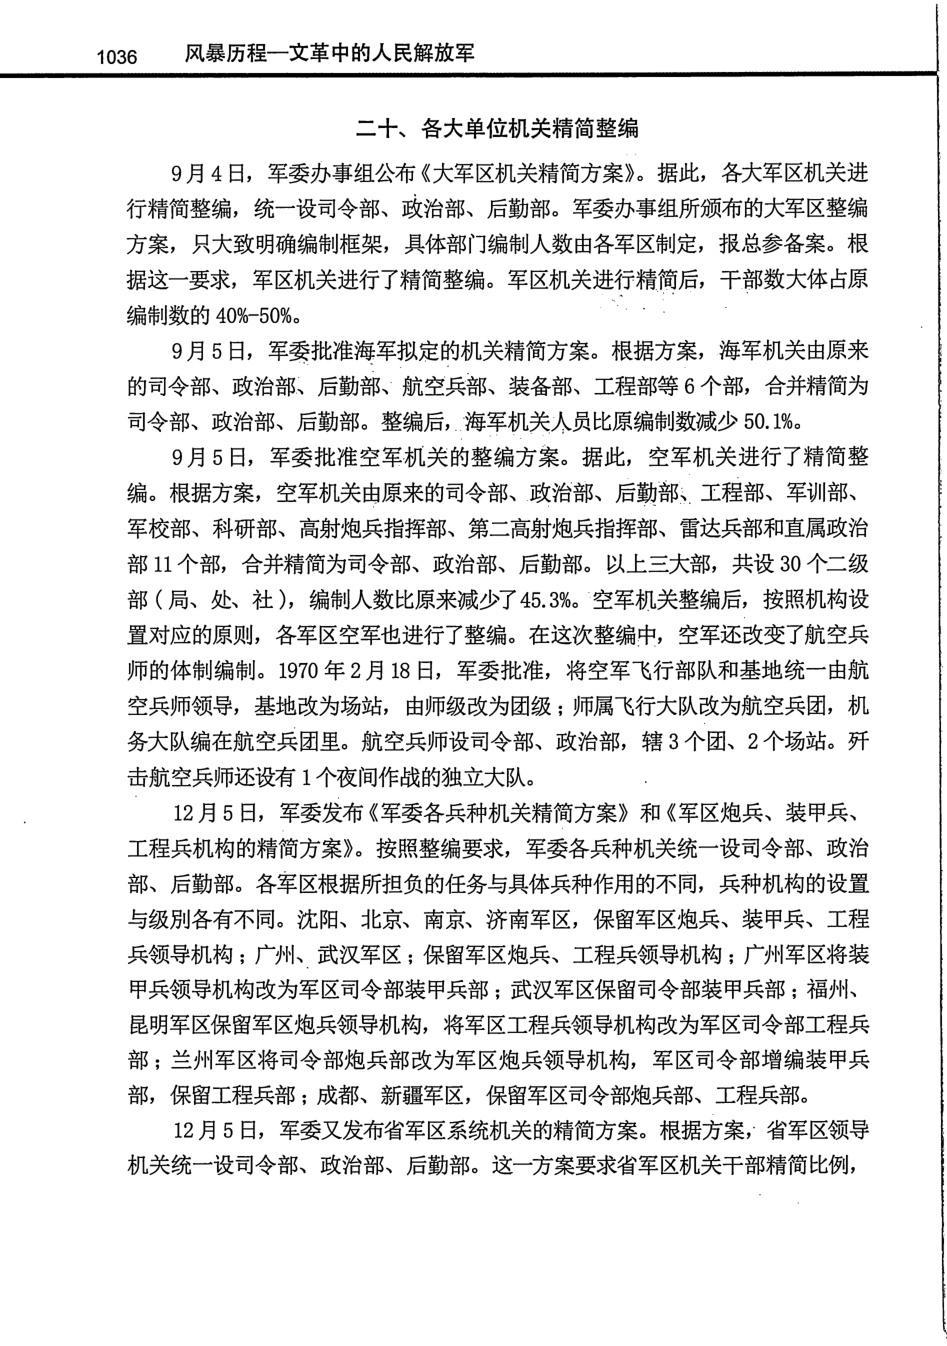 1036 风暴历程—文革中的人民解放军
二十、各大单位机关精简整编
9月4日，军委办事组公布《大军区机关精简方案》。据此，各大军区机关进
行精简整编，统一设司令部、政治部、后勤部。军委办事组所颁布的大军区整编
方案，只大致明确编制框架，具体部门编制人数由各军区制定，报总参备案。根
据这一要求，军区机关进行了精简整编。军区机关进行精简后，干部数大体占原
编制数的 40%-50%。
9月5日，军委批准海军拟定的机关精简方案。根据方案，海军机关由原来
的司令部、政治部、后勤部、航空兵部、装备部、工程部等6个部，合并精简为
司令部、政治部、后勤部。整编后，海军机关人员比原编制数减少50.1%。
9月5日，军委批准空军机关的整编方案。据此，空军机关进行了精简整
编。根据方案，空军机关由原来的司令部、政治部、后勤部、工程部、军训部、
军校部、科研部、高射炮兵指挥部、第二高射炮兵指挥部、雷达兵部和直属政治
部11个部，合并精简为司令部、政治部、后勤部。以上三大部，共设30个二级
部（局、处、社），编制人数比原来减少了45.3%。空军机关整编后，按照机构设
置对应的原则，各军区空军也进行了整编。在这次整编中，空军还改变了航空兵
师的体制编制。1970年2月18日，军委批准，将空军飞行部队和基地统一由航
空兵师领导，基地改为场站，由师级改为团级；师属飞行大队改为航空兵团，机
务大队编在航空兵团里。航空兵师设司令部、政治部，辖3个团、2个场站。歼
击航空兵师还设有1个夜间作战的独立大队。
12月5日，军委发布《军委各兵种机关精简方案》和《军区炮兵、装甲兵、
工程兵机构的精简方案》。按照整编要求，军委各兵种机关统一设司令部、政治
部、后勤部。各军区根据所担负的任务与具体兵种作用的不同，兵种机构的设置
与级别各有不同。沈阳、北京、南京、济南军区，保留军区炮兵、装甲兵、工程
兵领导机构；广州、武汉军区；保留军区炮兵、工程兵领导机构；广州军区将装
甲兵领导机构改为军区司令部装甲兵部；武汉军区保留司令部装甲兵部；福州、
昆明军区保留军区炮兵领导机构，将军区工程兵领导机构改为军区司令部工程兵
部；兰州军区将司令部炮兵部改为军区炮兵领导机构，军区司令部增编装甲兵
部，保留工程兵部；成都、新疆军区，保留军区司令部炮兵部、工程兵部。
12月5日，军委又发布省军区系统机关的精简方案。根据方案，省军区领导
机关统一设司令部、政治部、后勤部。这一方案要求省军区机关干部精简比例，